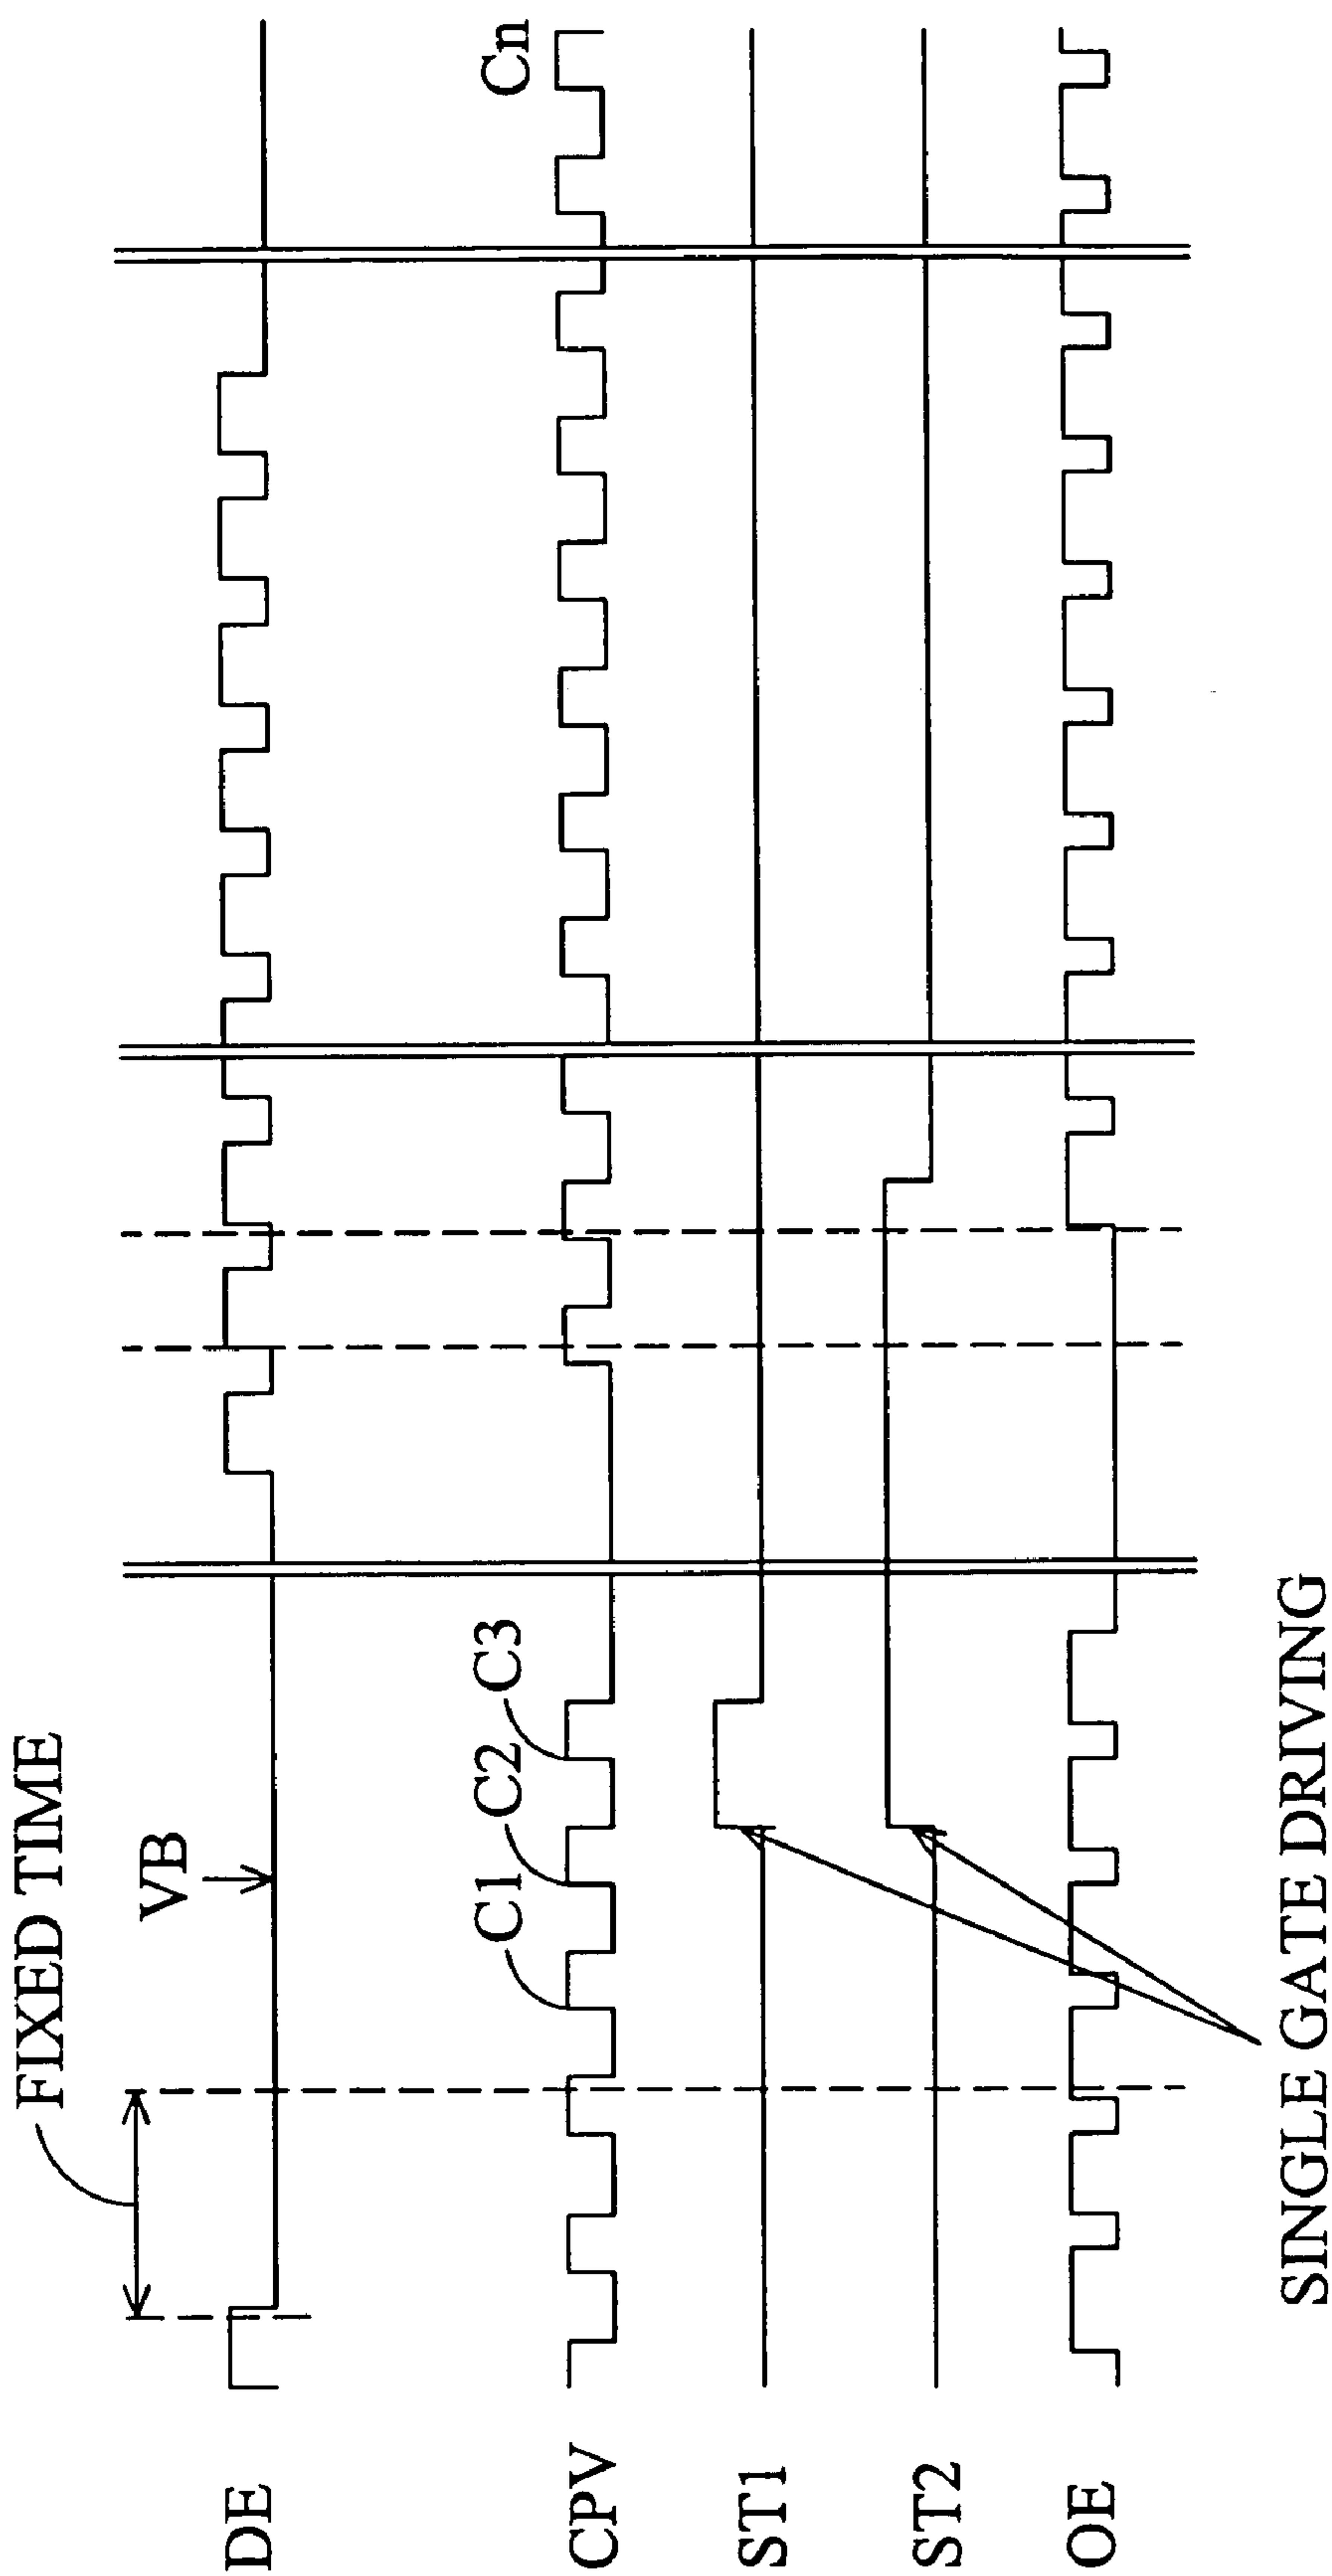 FIXED TIME
VB
DE
C1
C2
C3
Cn
CPV
ST1
ST2
OE
SINGLE GATE DRIVING